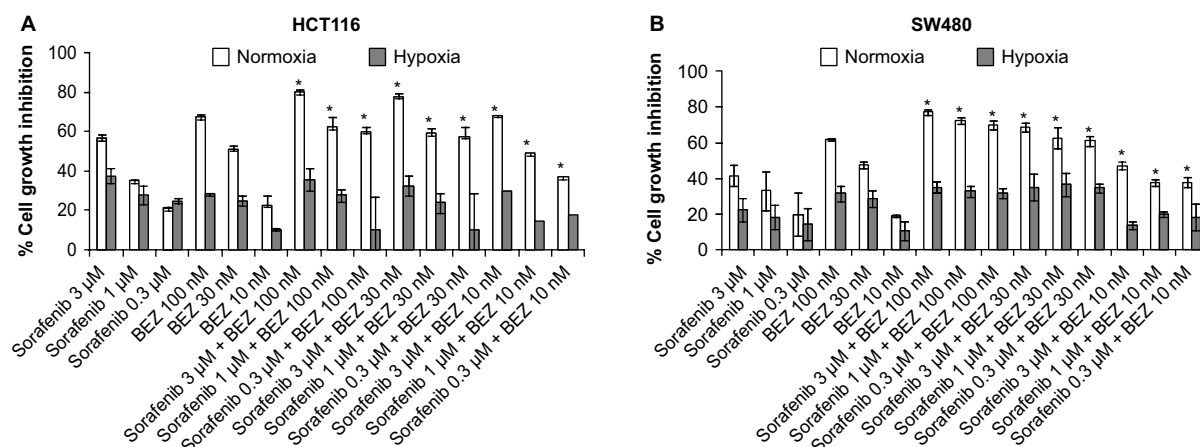 A
HCT116
% Cell growth inhibition
100
80
60
40
20
0
Normoxia
Hypoxia
* * * * * * * * *
Sorafenib 3 µM
Sorafenib 1 µM
Sorafenib 0.3 µM
BEZ 100 nM
BEZ 30 nM
BEZ 10 nM
Sorafenib 3 µM + BEZ 100 nM
Sorafenib 1 µM + BEZ 100 nM
Sorafenib 0.3 µM + BEZ 100 nM
Sorafenib 3 µM + BEZ 30 nM
Sorafenib 1 µM + BEZ 30 nM
Sorafenib 0.3 µM + BEZ 30 nM
Sorafenib 3 µM + BEZ 10 nM
Sorafenib 1 µM + BEZ 10 nM
Sorafenib 0.3 µM + BEZ 10 nM
B
SW480
% Cell growth inhibition
100
80
60
40
20
0
Normoxia
Hypoxia
* * * * * * * * *
Sorafenib 3 µM
Sorafenib 1 µM
Sorafenib 0.3 µM
BEZ 100 nM
BEZ 30 nM
BEZ 10 nM
Sorafenib 3 µM + BEZ 100 nM
Sorafenib 1 µM + BEZ 100 nM
Sorafenib 0.3 µM + BEZ 100 nM
Sorafenib 3 µM + BEZ 30 nM
Sorafenib 1 µM + BEZ 30 nM
Sorafenib 0.3 µM + BEZ 30 nM
Sorafenib 3 µM + BEZ 10 nM
Sorafenib 1 µM + BEZ 10 nM
Sorafenib 0.3 µM + BEZ 10 nM